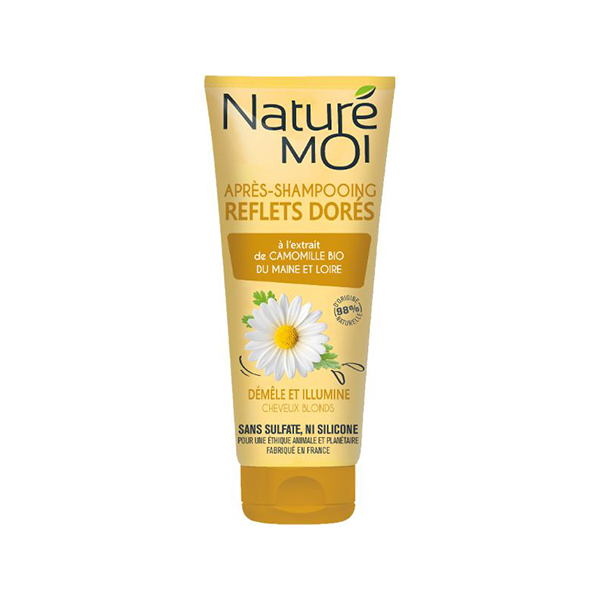 Naturé
MOI
APRÈS-SHAMPOOING
REFLETS DORÉS
à l'extrait
de CAMOMILLE BIO
DU MAINE ET LOIRE
D'ORIGINE
98%
NATURELLE
DÉMÊLE ET ILLUMINE
CHEVEUX BLONDS
SANS SULFATE, NI SILICONE
POUR UNE ÉTHIQUE ANIMALE ET PLANÉTAIRE
FABRIQUÉ EN FRANCE